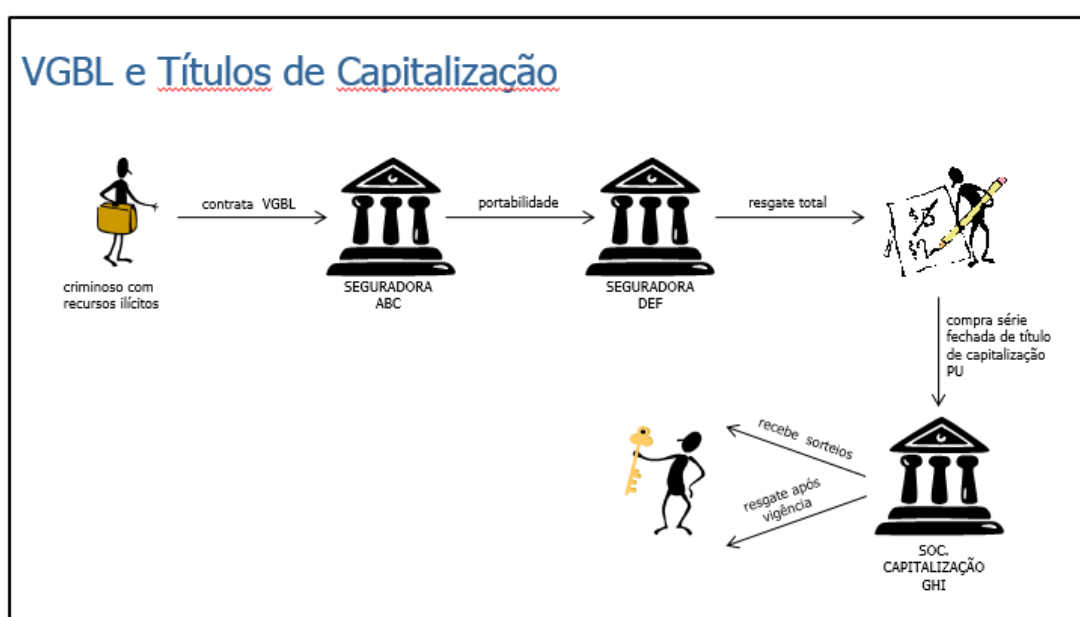 VGBL e Títulos de Capitalização
contrata VGBL
portabilidade
resgate total
criminoso com
recursos ilícitos
SEGURADORA
ABC
SEGURADORA
DEF
compra série
fechada de título
de capitalização
PU
recebe sorteios
resgate após
vigência
SOC.
CAPITALIZAÇÃO
GHI